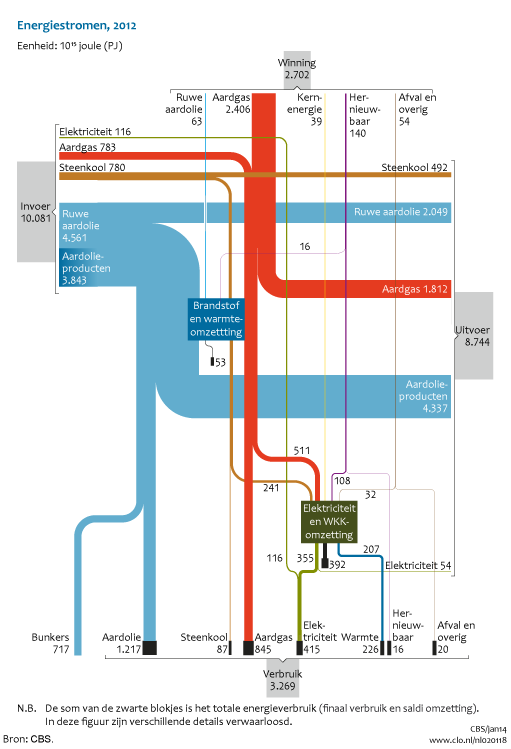 Energiestromen, 2012
Eenheid: 10¹⁵ joule (PJ)
Winning
2.702
Ruwe
aardolie
63
Aardgas
2.406
Kern-
energie
39
Her-
nieuw-
baar
140
Afval en
overig
54
Elektriciteit 116
Aardgas 783
Steenkool 780
Steenkool 492
Invoer
10.081
Ruwe
aardolie
4.561
Ruwe aardolie 2.049
Aardolie-
producten
3.843
16
Aardgas 1.812
Brandstof
en warmte-
omzettting
Uitvoer
8.744
53
Aardolie-
producten
4.337
511
241
108
32
Elektriciteit
en WKK-
omzetting
116
355
392
207
Elektriciteit 54
Bunkers
717
Aardolie
1.217
Steenkool
87
Aardgas
845
Elek-
triciteit
415
Warmte
226
Her-
nieuw-
baar
16
Afval en
overig
20
Verbruik
3.269
N.B. De som van de zwarte blokjes is het totale energieverbruik (finaal verbruik en saldi omzetting).
In deze figuur zijn verschillende details verwaarloosd.
Bron: CBS.
CBS/jan14
www.clo.nl/nl020118